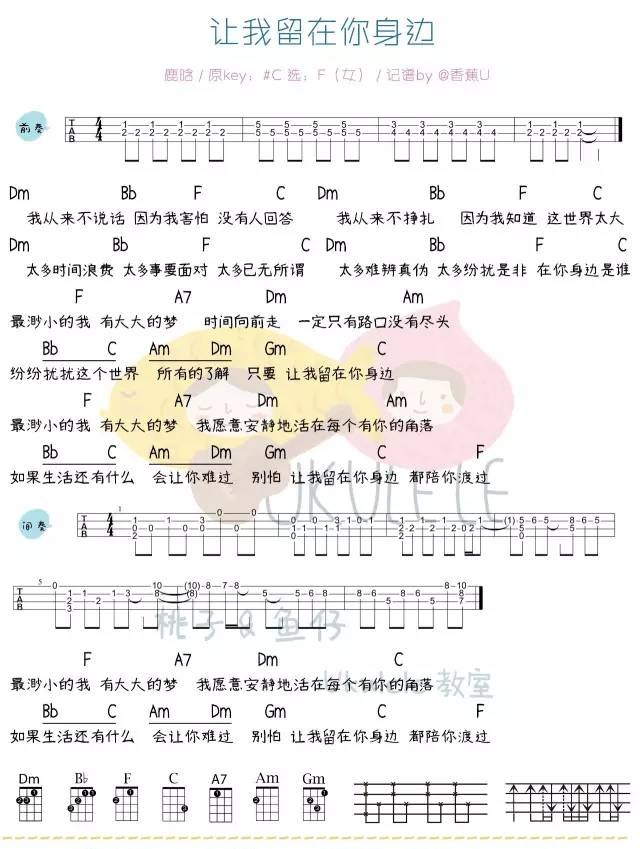 让我留在你身边
鹿晗 / 原key：#C 选：F（女） / 记谱by @香蕉U
前奏
Dm Bb F C Dm Bb F C
我从来不说话 因为我害怕 没有人回答 我从来不挣扎 因为我知道 这世界太大
Dm Bb F C Dm Bb F C
太多时间浪费 太多事要面对 太多已无所谓 太多难辨真伪 太多纷扰是非 在你身边是谁
F A7 Dm Am
最渺小的我 有大大的梦 时间向前走 一定只有路口没有尽头
Bb C Am Dm Gm C
纷纷扰扰这个世界 所有的了解 只要 让我留在你身边
F A7 Dm Am
最渺小的我 有大大的梦 我愿意安静地活在每个有你的角落
Bb C Am Dm Gm C F
如果生活还有什么 会让你难过 别怕 让我留在你身边 都陪你渡过
UKULELE
间奏
桃子 & 鱼仔
Ukulele 教室
F A7 Dm C
最渺小的我 有大大的梦 我愿意安静地活在每个有你的角落
Bb C Am Dm Gm C F
如果生活还有什么 会让你难过 别怕 让我留在你身边 都陪你渡过
Dm Bb F C A7 Am Gm